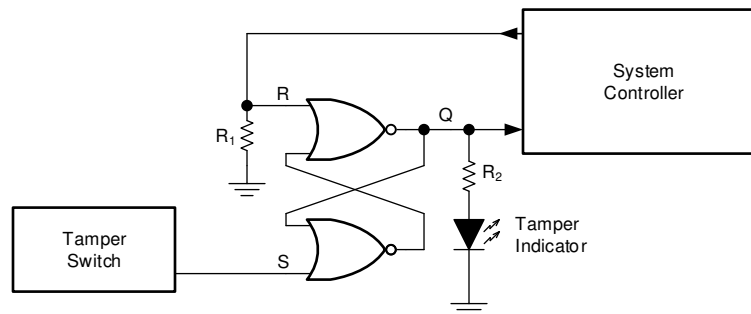 System
Controller
R
Q
R1
R2
Tamper
Indicator
Tamper
Switch
S